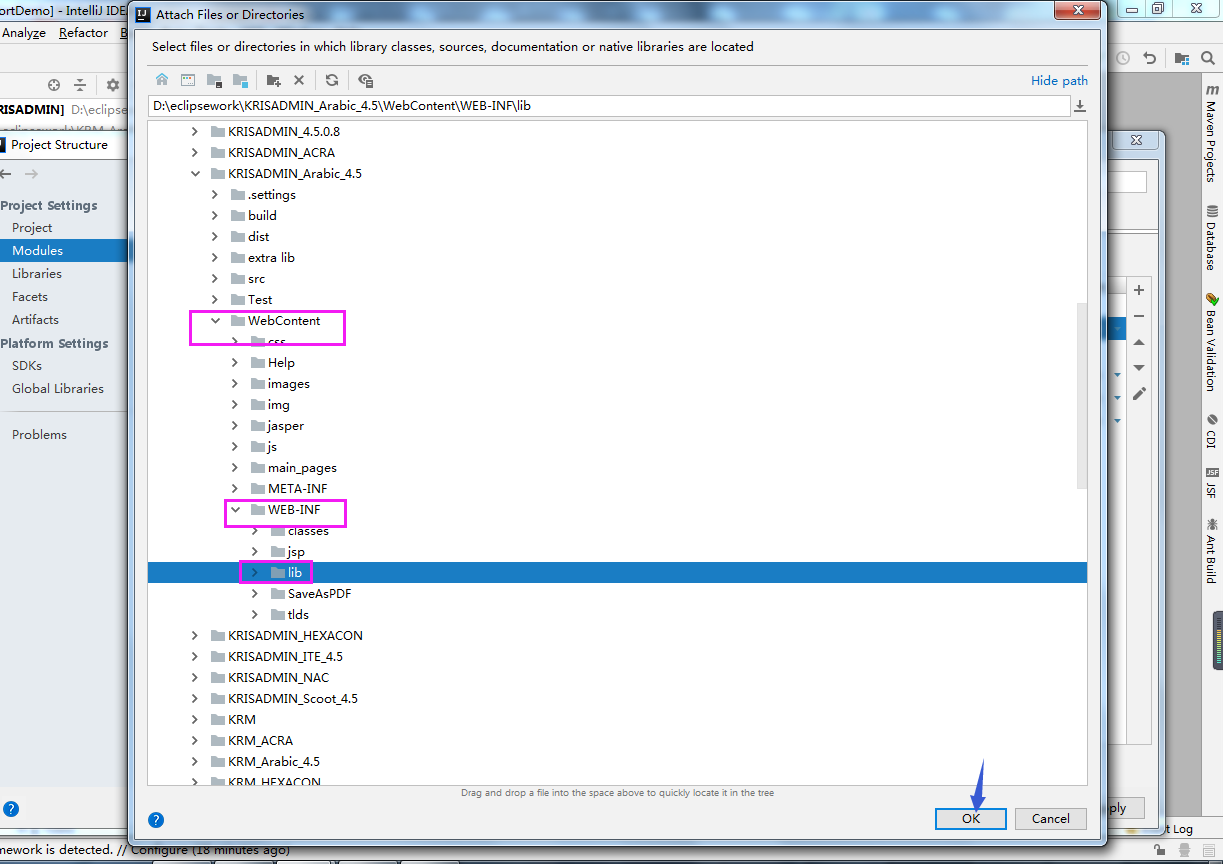 ortDemo] - IntelliJ IDE
Attach Files or Directories
Analyze Refactor B
Select files or directories in which library classes, sources, documentation or native libraries are located
Hide path
RISADMIN] D:\eclipse
D:\eclipsework\KRISADMIN_Arabic_4.5\WebContent\WEB-INF\lib
Project Structure
Project Settings
Project
Modules
Libraries
Facets
Artifacts
Platform Settings
SDKs
Global Libraries
Problems
KRISADMIN_4.5.0.8
KRISADMIN_ACRA
KRISADMIN_Arabic_4.5
.settings
build
dist
extra lib
src
Test
WebContent
css
Help
images
img
jasper
js
main_pages
META-INF
WEB-INF
classes
jsp
lib
SaveAsPDF
tlds
KRISADMIN_HEXACON
KRISADMIN_ITE_4.5
KRISADMIN_NAC
KRISADMIN_Scoot_4.5
KRM
KRM_ACRA
KRM_Arabic_4.5
KRM_HEXACON
Drag and drop a file into the space above to quickly locate it in the tree
OK
Cancel
ply
Maven Projects
Database
Bean Validation
CDI
JSF
JSF
Ant Build
t Log
mework is detected. // Configure (18 minutes ago)